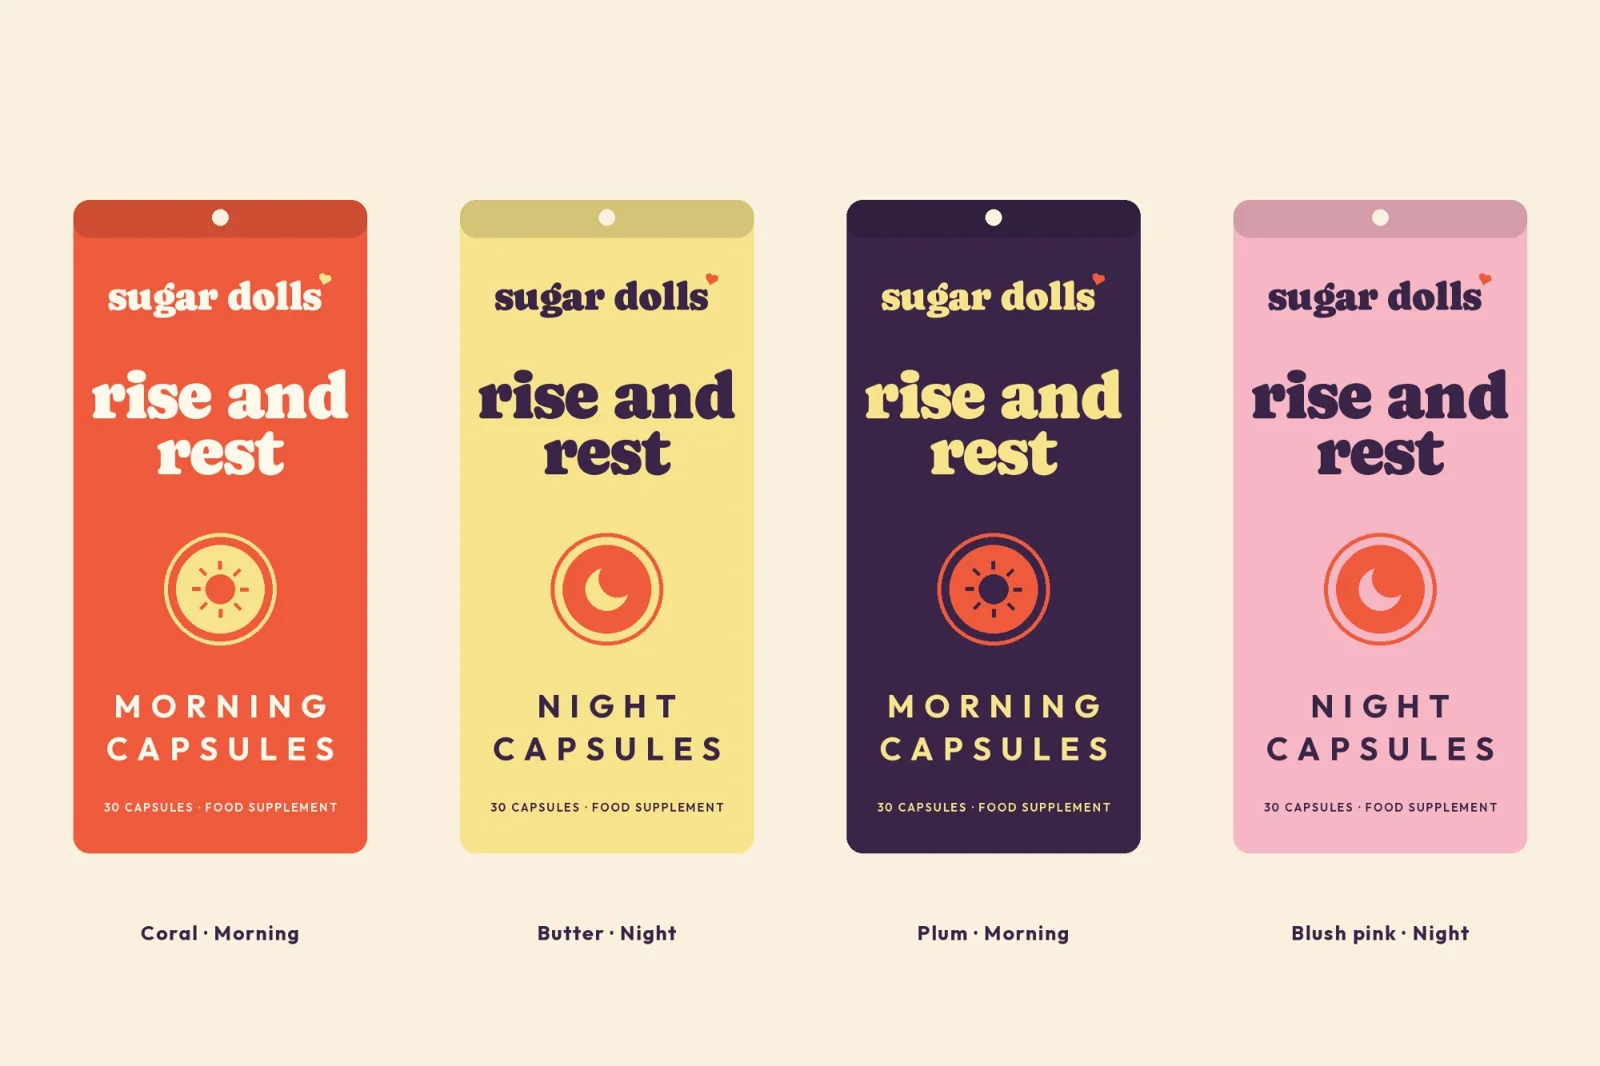 sugar dolls
rise and
rest
MORNING
CAPSULES
30 CAPSULES · FOOD SUPPLEMENT
Coral · Morning
sugar dolls
rise and
rest
NIGHT
CAPSULES
30 CAPSULES · FOOD SUPPLEMENT
Butter · Night
sugar dolls
rise and
rest
MORNING
CAPSULES
30 CAPSULES · FOOD SUPPLEMENT
Plum · Morning
sugar dolls
rise and
rest
NIGHT
CAPSULES
30 CAPSULES · FOOD SUPPLEMENT
Blush pink · Night